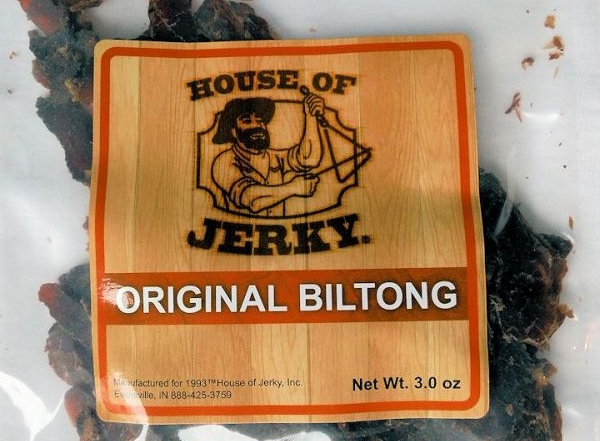 HOUSE OF
JERKY®
ORIGINAL BILTONG
Manufactured for 1993™House of Jerky, Inc.
Evansville, IN 888-425-3759
Net Wt. 3.0 oz